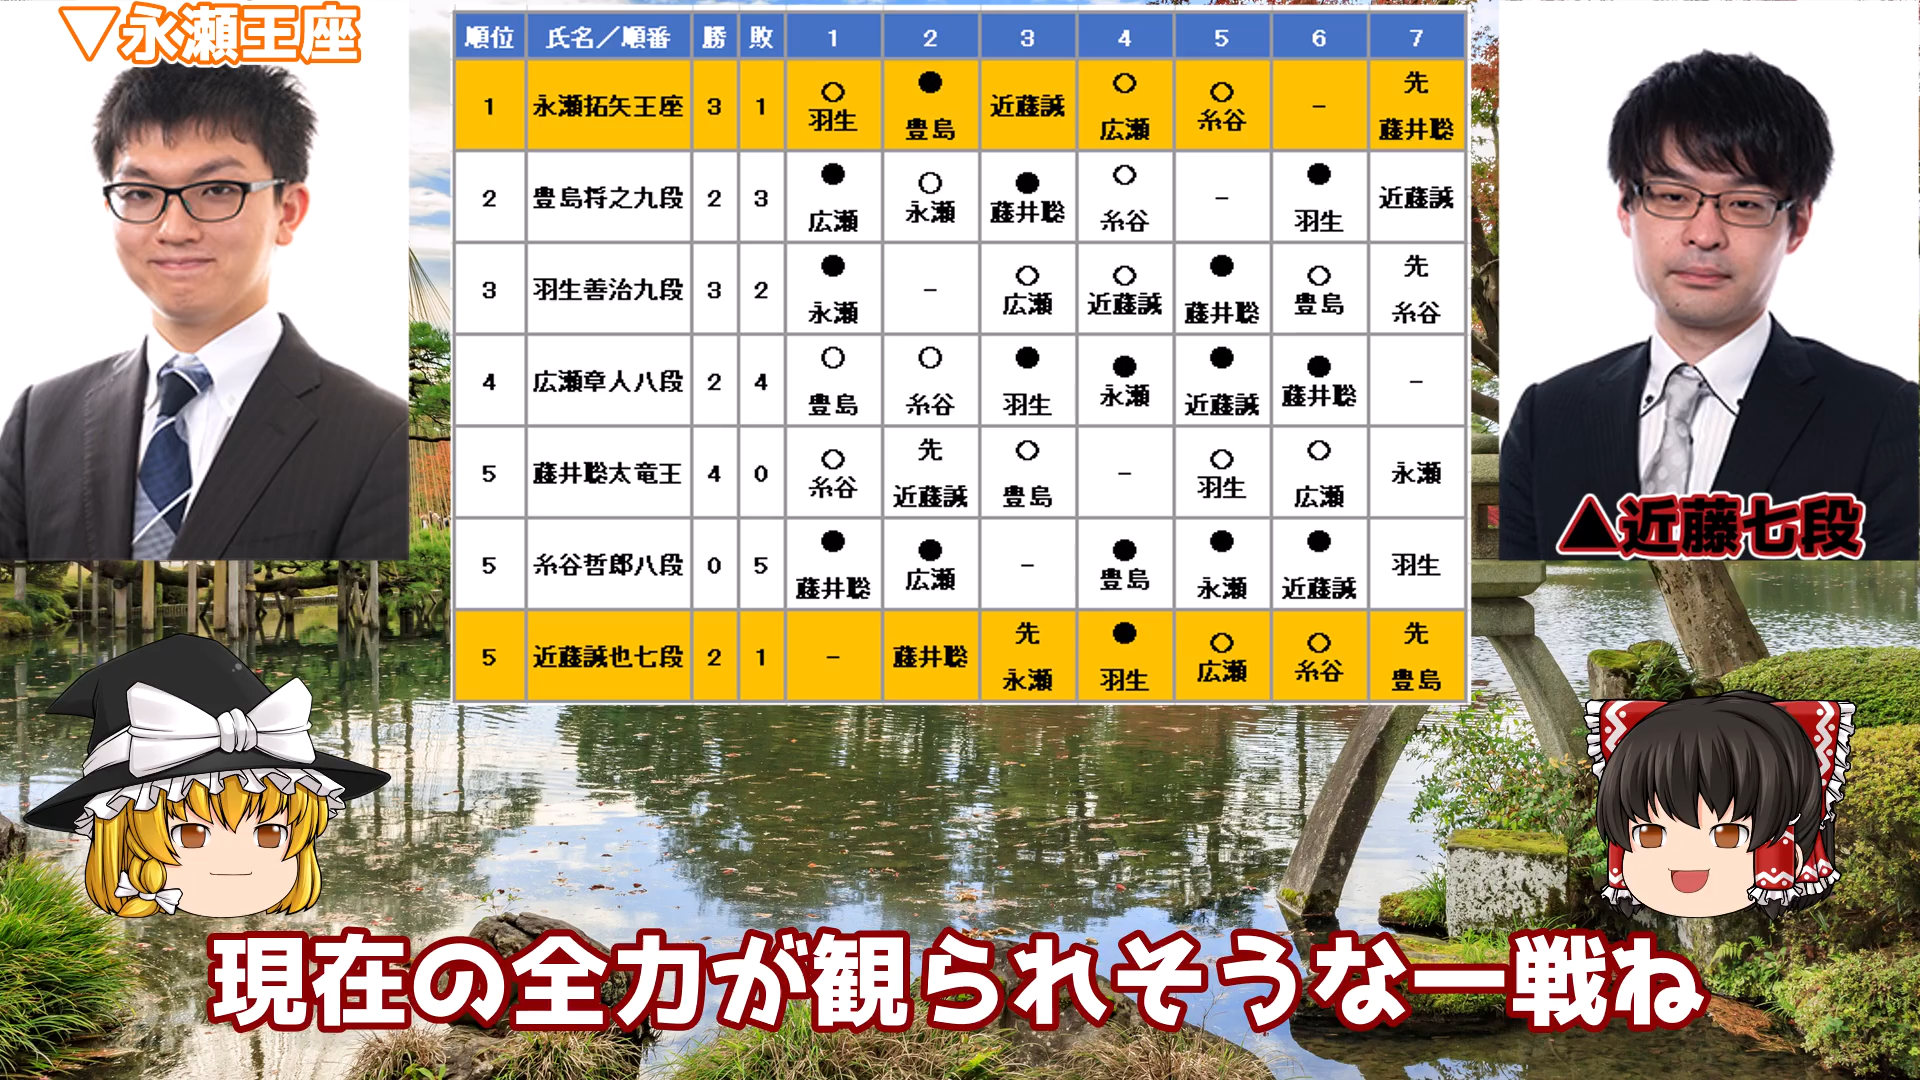 ▽永瀬王座
順位 氏名／順番 勝 敗 1 2 3 4 5 6 7
1 永瀬拓矢王座 3 1 ○羽生 ●豊島 近藤誠 ○広瀬 ○糸谷 － 先藤井聡
2 豊島将之九段 2 3 ●広瀬 ○永瀬 ●藤井聡 ○糸谷 － ●羽生 近藤誠
3 羽生善治九段 3 2 ●永瀬 － ○広瀬 ○近藤誠 ●藤井聡 ○豊島 先糸谷
4 広瀬章人八段 2 4 ○豊島 ○糸谷 ●羽生 ●永瀬 ●近藤誠 ●藤井聡 －
5 藤井聡太竜王 4 0 ○糸谷 先近藤誠 ○豊島 － ○羽生 ○広瀬 永瀬
5 糸谷哲郎八段 0 5 ●藤井聡 ●広瀬 － ●豊島 ●永瀬 ●近藤誠 羽生
5 近藤誠也七段 2 1 － 藤井聡 先永瀬 ●羽生 ○広瀬 ○糸谷 先豊島
▲近藤七段
現在の全力が観られそうな一戦ね